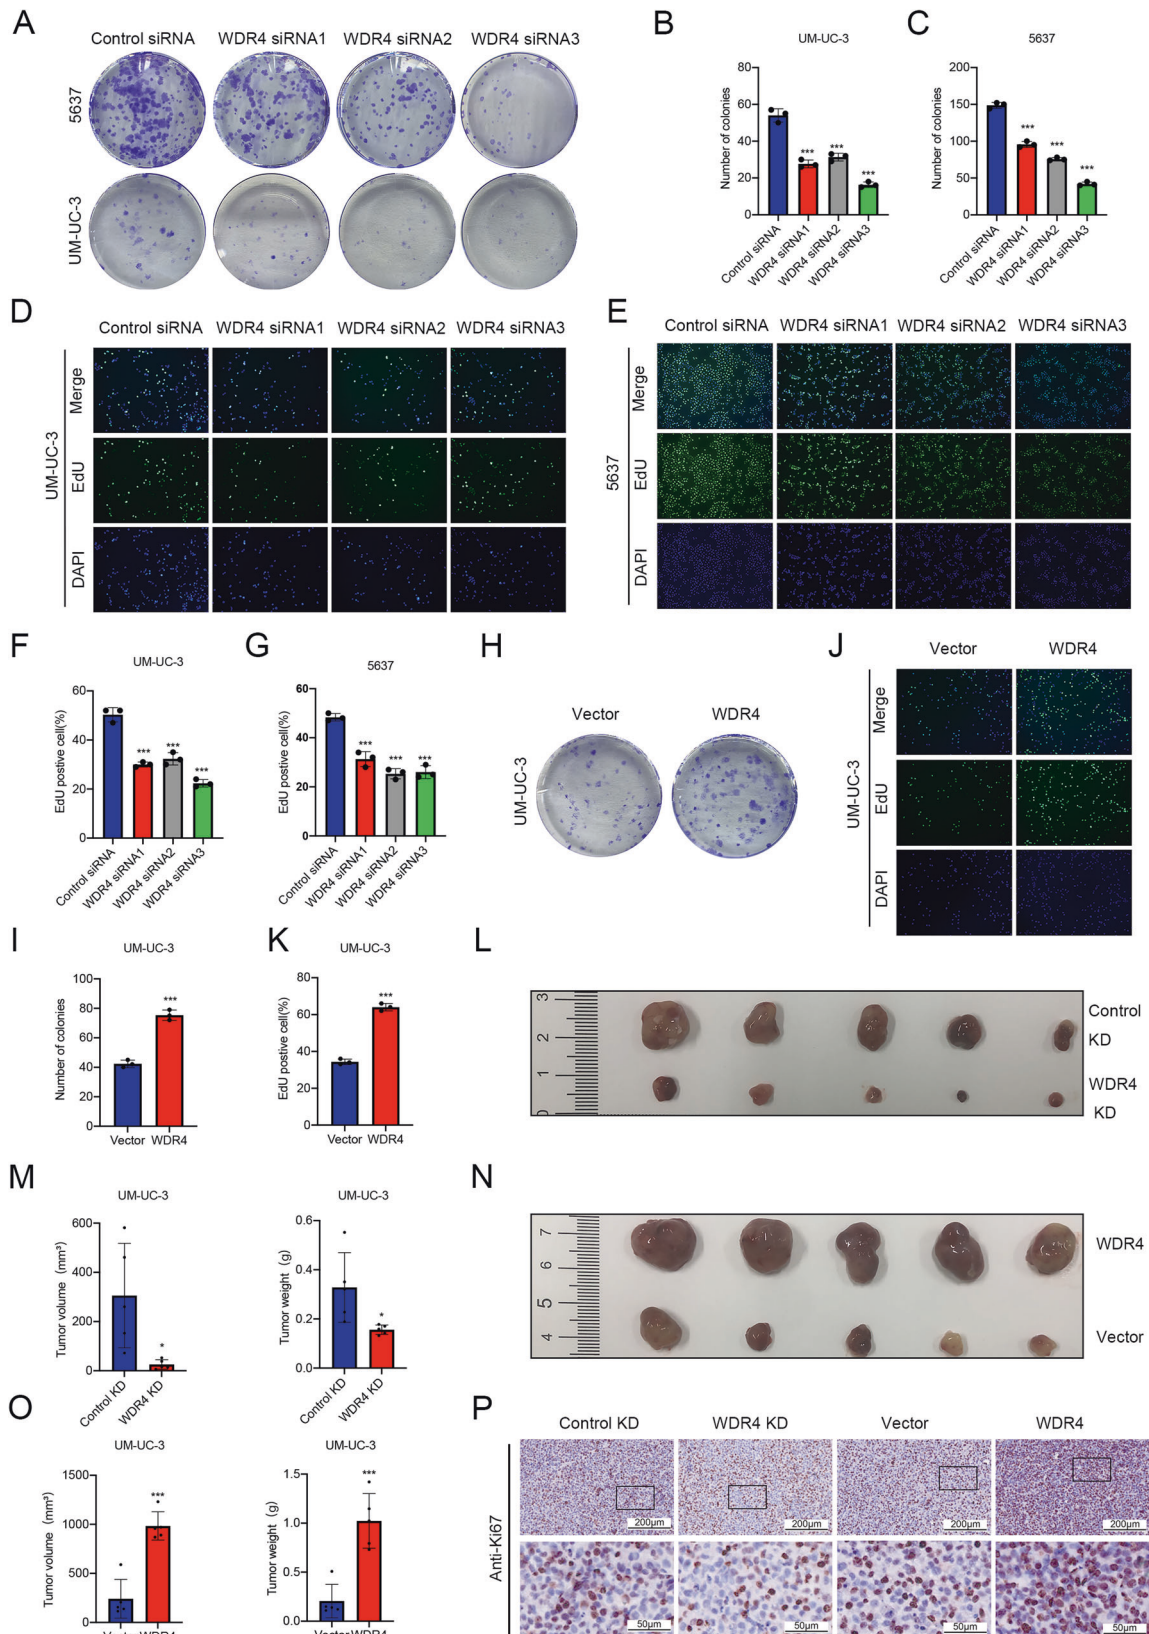 A
Control siRNA
WDR4 siRNA1
WDR4 siRNA2
WDR4 siRNA3
5637
UM-UC-3
B
UM-UC-3
Number of colonies
80
60
40
20
0
***
***
***
Control siRNA
WDR4 siRNA1
WDR4 siRNA2
WDR4 siRNA3
C
5637
Number of colonies
200
150
100
50
0
***
***
***
Control siRNA
WDR4 siRNA1
WDR4 siRNA2
WDR4 siRNA3
D
Control siRNA
WDR4 siRNA1
WDR4 siRNA2
WDR4 siRNA3
UM-UC-3
Merge
EdU
DAPI
E
Control siRNA
WDR4 siRNA1
WDR4 siRNA2
WDR4 siRNA3
5637
Merge
EdU
DAPI
F
UM-UC-3
EdU postive cell(%)
60
40
20
0
***
***
***
Control siRNA
WDR4 siRNA1
WDR4 siRNA2
WDR4 siRNA3
G
5637
EdU postive cell(%)
60
40
20
0
***
***
***
Control siRNA
WDR4 siRNA1
WDR4 siRNA2
WDR4 siRNA3
H
Vector
WDR4
UM-UC-3
J
Vector
WDR4
UM-UC-3
Merge
EdU
DAPI
I
UM-UC-3
Number of colonies
100
80
60
40
20
0
***
Vector
WDR4
K
UM-UC-3
EdU postive cell(%)
80
60
40
20
0
***
Vector
WDR4
L
3
2
1
0
Control
KD
WDR4
KD
M
UM-UC-3
Tumor volume (mm³)
600
400
200
0
*
Control KD
WDR4 KD
UM-UC-3
Tumor weight (g)
0.6
0.4
0.2
0.0
*
Control KD
WDR4 KD
N
7
6
5
4
WDR4
Vector
O
UM-UC-3
Tumor volume (mm³)
1500
1000
500
0
***
Vector
WDR4
UM-UC-3
Tumor weight (g)
1.5
1.0
0.5
0.0
***
Vector
WDR4
P
Control KD
WDR4 KD
Vector
WDR4
Anti-Ki67
200μm
200μm
200μm
200μm
50μm
50μm
50μm
50μm